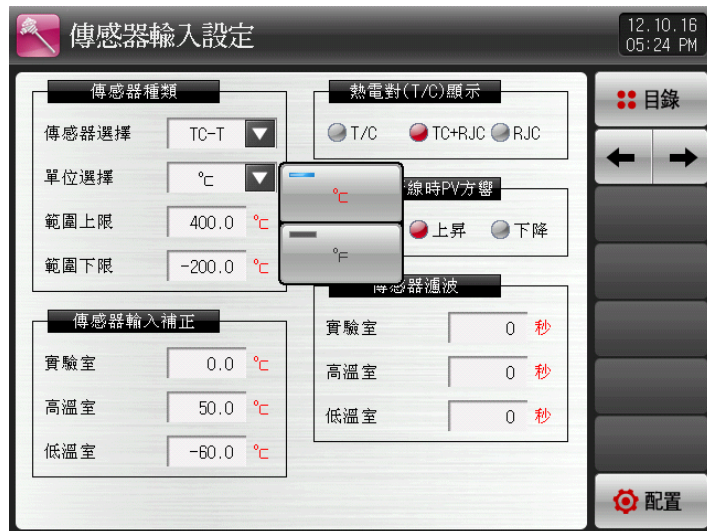 傳感器輸入設定
12.10.16
05:24 PM
傳感器種類
傳感器選擇 TC-T
單位選擇 ℃
範圍上限 400.0 ℃
範圍下限 -200.0 ℃
℃
℉
熱電對(T/C)顯示
T/C TC+RJC RJC
線時PV方響
上昇 下降
傳感器濾波
實驗室 0 秒
高溫室 0 秒
低溫室 0 秒
傳感器輸入補正
實驗室 0.0 ℃
高溫室 50.0 ℃
低溫室 -60.0 ℃
目錄
配置